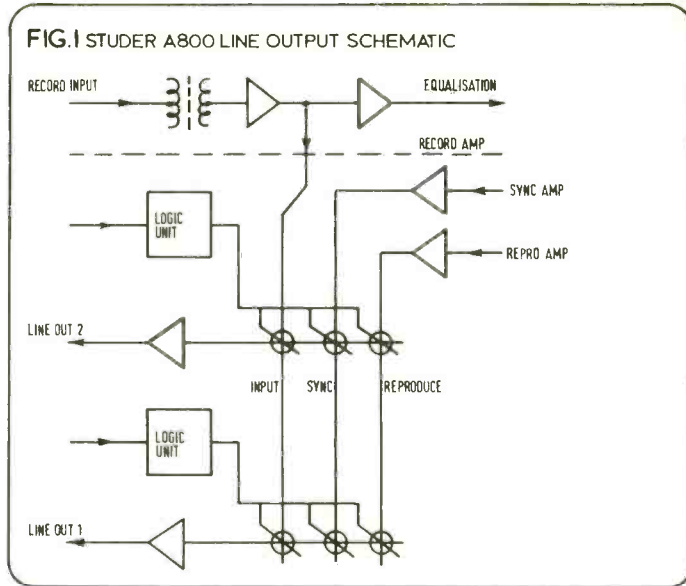 FIG.1 STUDER A800 LINE OUTPUT SCHEMATIC
RECORD INPUT
EQUALISATION
RECORD AMP
SYNC AMP
LOGIC
UNIT
REPRO AMP
LINE OUT 2
INPUT
SYNC
REPRODUCE
LOGIC
UNIT
LINE OUT 1